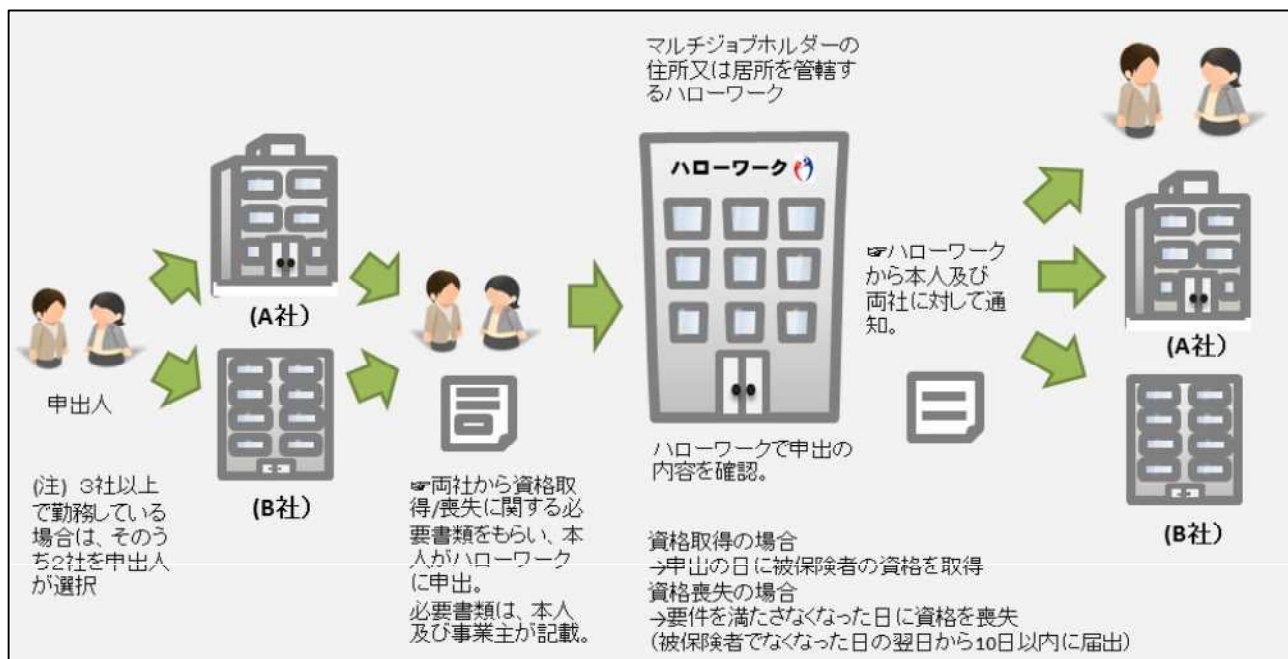 申出人
(注) 3社以上
で勤務している
場合は、そのう
ち2社を申出人
が選択
(A社)
(B社)
☞両社から資格取
得/喪失に関する必
要書類をもらい、本
人がハローワーク
に申出。
必要書類は、本人
及び事業主が記載。
マルチジョブホルダーの
住所又は居所を管轄す
るハローワーク
ハローワーク
ハローワークで申出の
内容を確認。
資格取得の場合
→申出の日に被保険者の資格を取得
資格喪失の場合
→要件を満たさなくなった日に資格を喪失
(被保険者でなくなった日の翌日から10日以内に届出)
☞ハローワーク
から本人及び
両社に対して通
知。
(A社)
(B社)